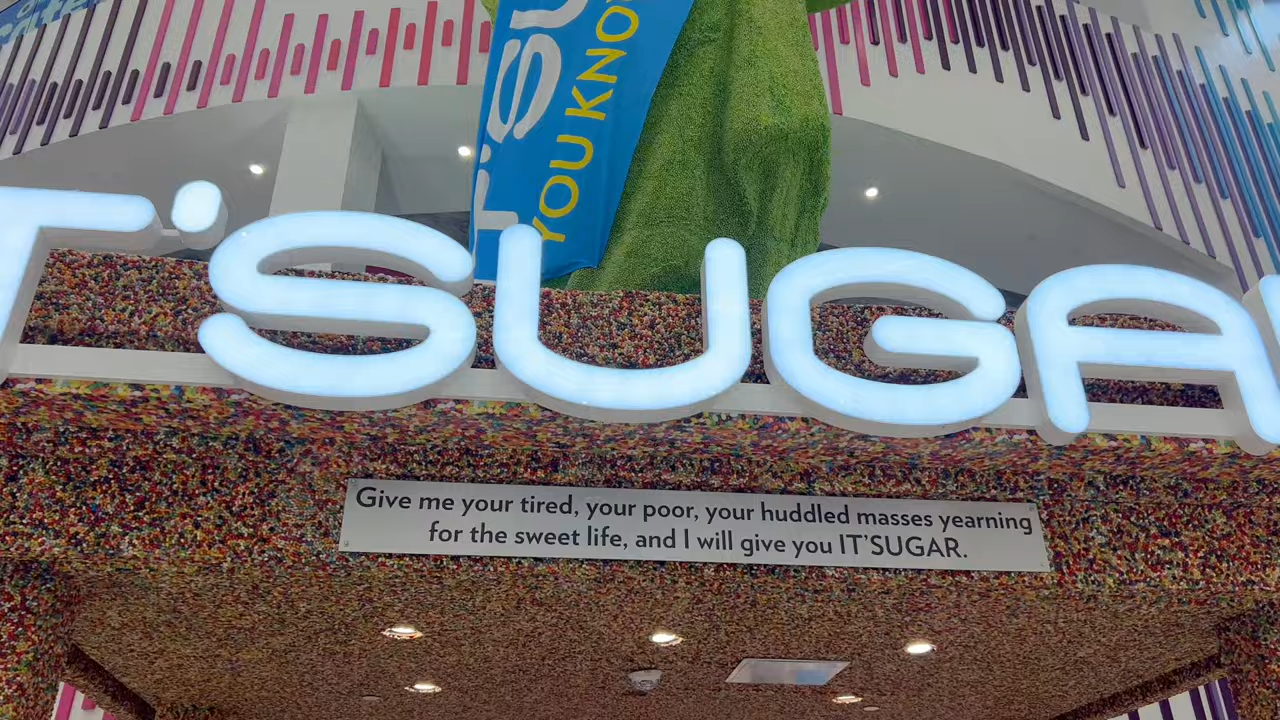 T'SU
YOU KNO
T'SUGA
Give me your tired, your poor, your huddled masses yearning
for the sweet life, and I will give you IT'SUGAR.